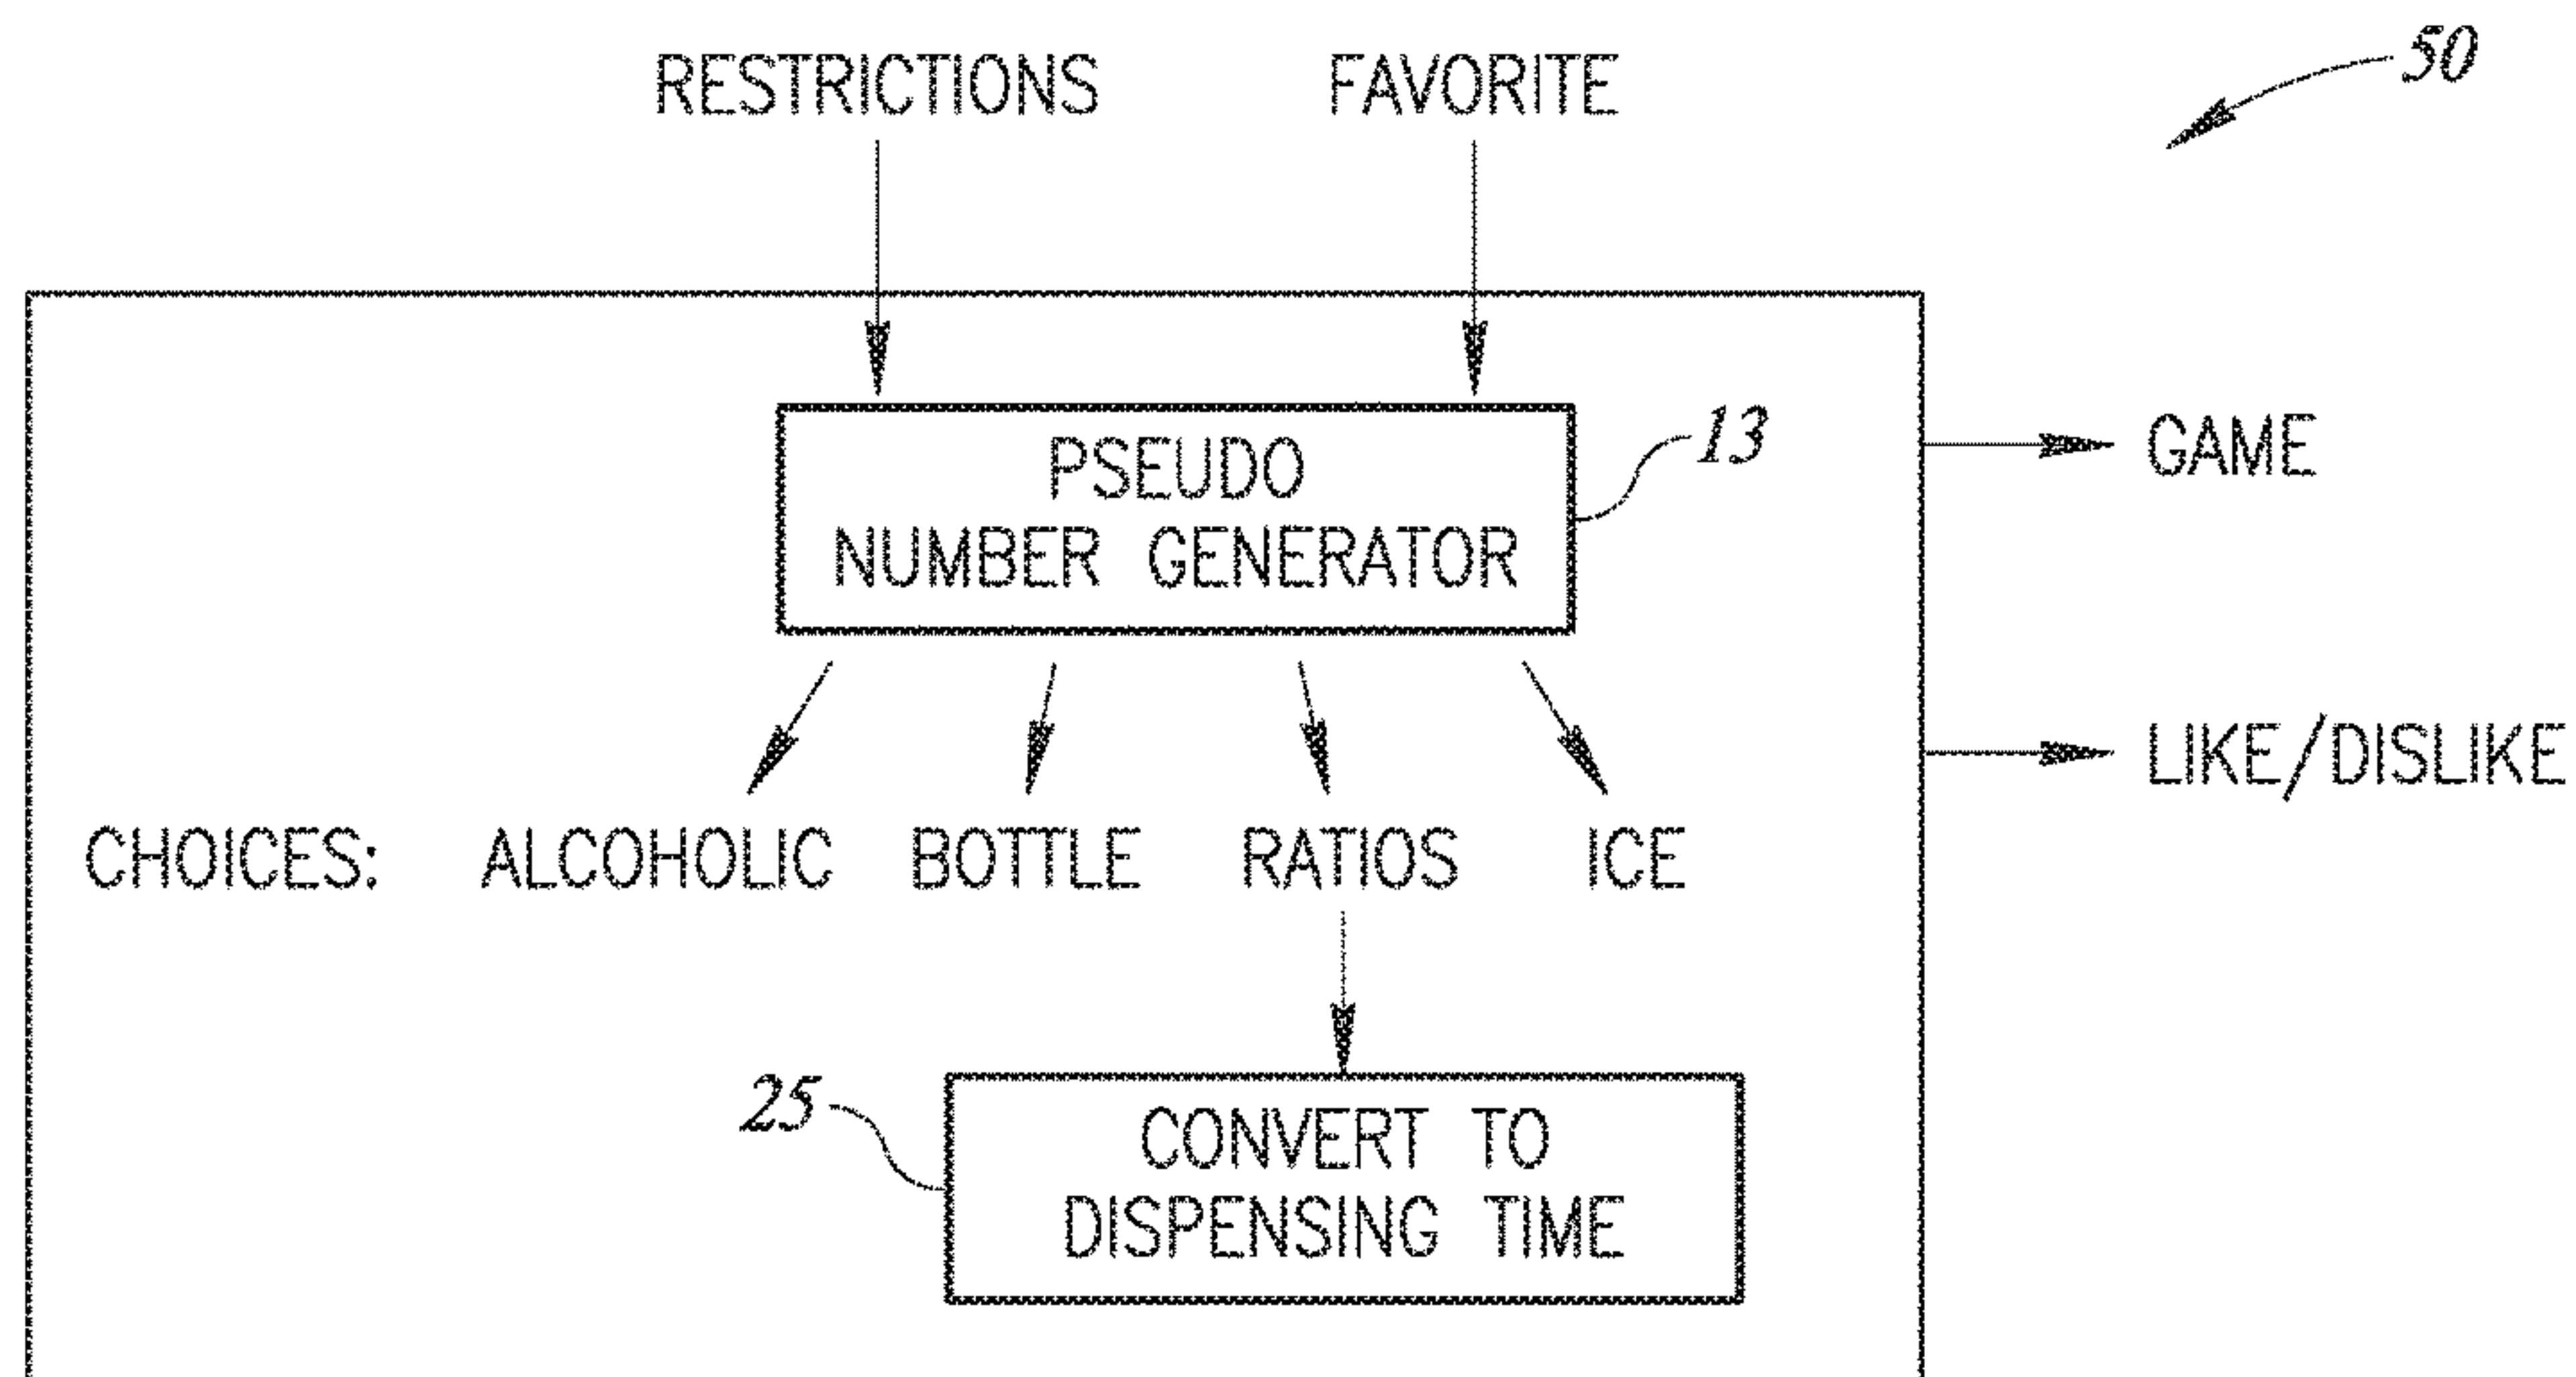 RESTRICTIONS FAVORITE 50
PSEUDO
NUMBER GENERATOR
13
GAME
LIKE/DISLIKE
CHOICES: ALCOHOLIC BOTTLE RATIOS ICE
25
CONVERT TO
DISPENSING TIME